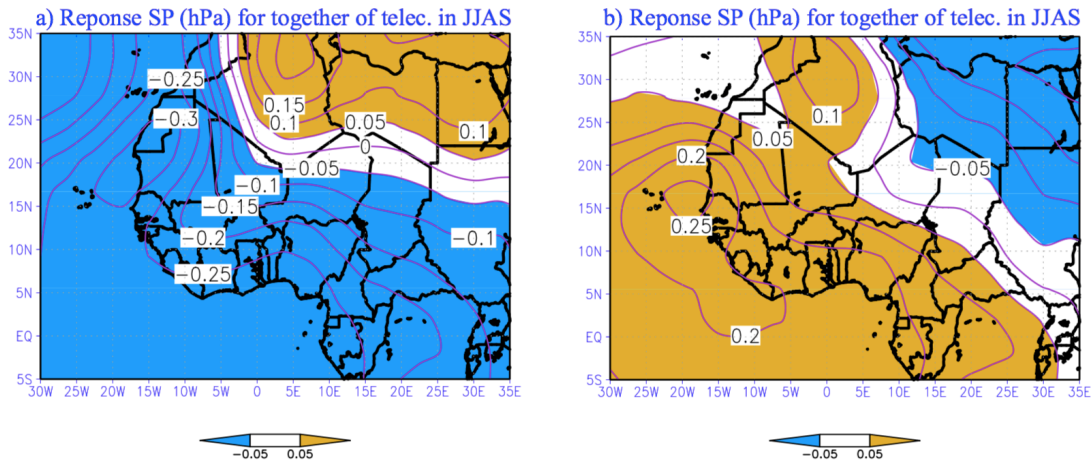 a) Reponse SP (hPa) for together of telec. in JJAS
35N
30N
25N
20N
15N
10N
5N
EQ
5S
−0.25
−0.3
0.15
0.1
0.05
0
0.1
−0.05
−0.1
−0.15
−0.2
−0.1
−0.25
30W 25W 20W 15W 10W 5W 0 5E 10E 15E 20E 25E 30E 35E
−0.05 0.05
b) Reponse SP (hPa) for together of telec. in JJAS
35N
30N
25N
20N
15N
10N
5N
EQ
5S
0.1
0.05
0.2
−0.05
0.25
0.2
30W 25W 20W 15W 10W 5W 0 5E 10E 15E 20E 25E 30E 35E
−0.05 0.05